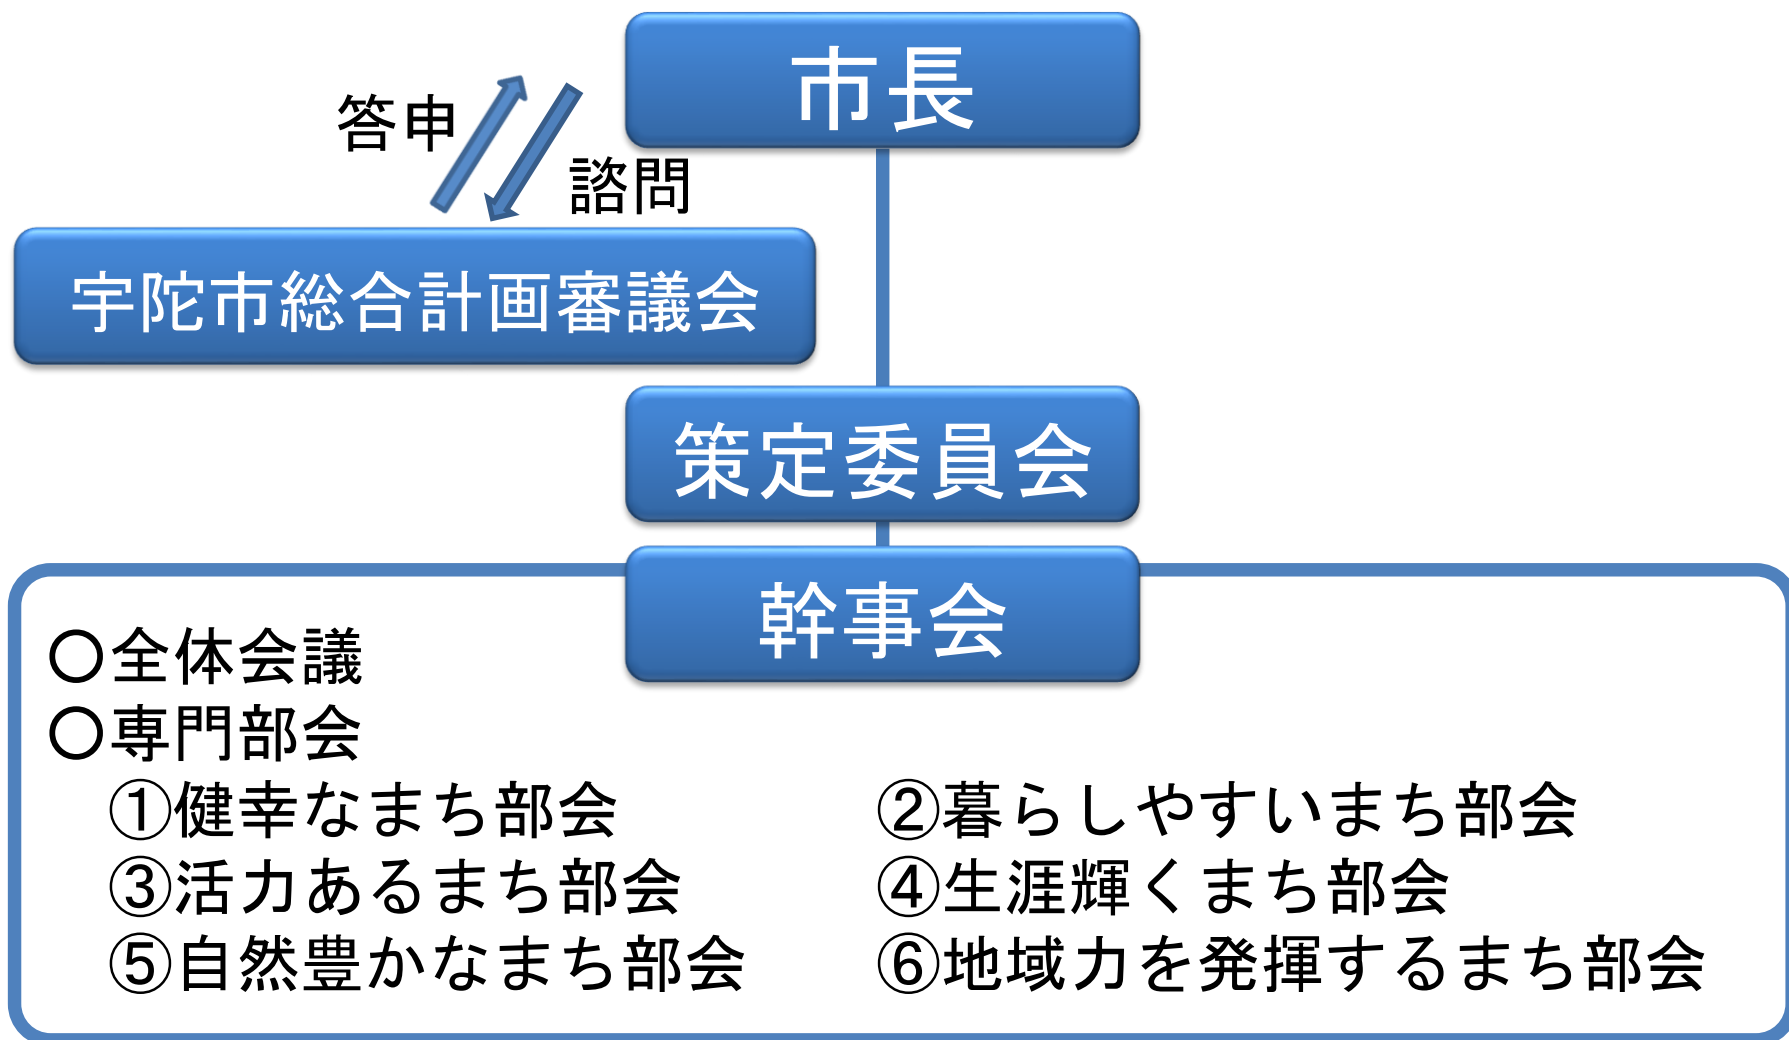 市長
答申
諮問
宇陀市総合計画審議会
策定委員会
幹事会
〇全体会議
〇専門部会
①健幸なまち部会
②暮らしやすいまち部会
③活力あるまち部会
④生涯輝くまち部会
⑤自然豊かなまち部会
⑥地域力を発揮するまち部会